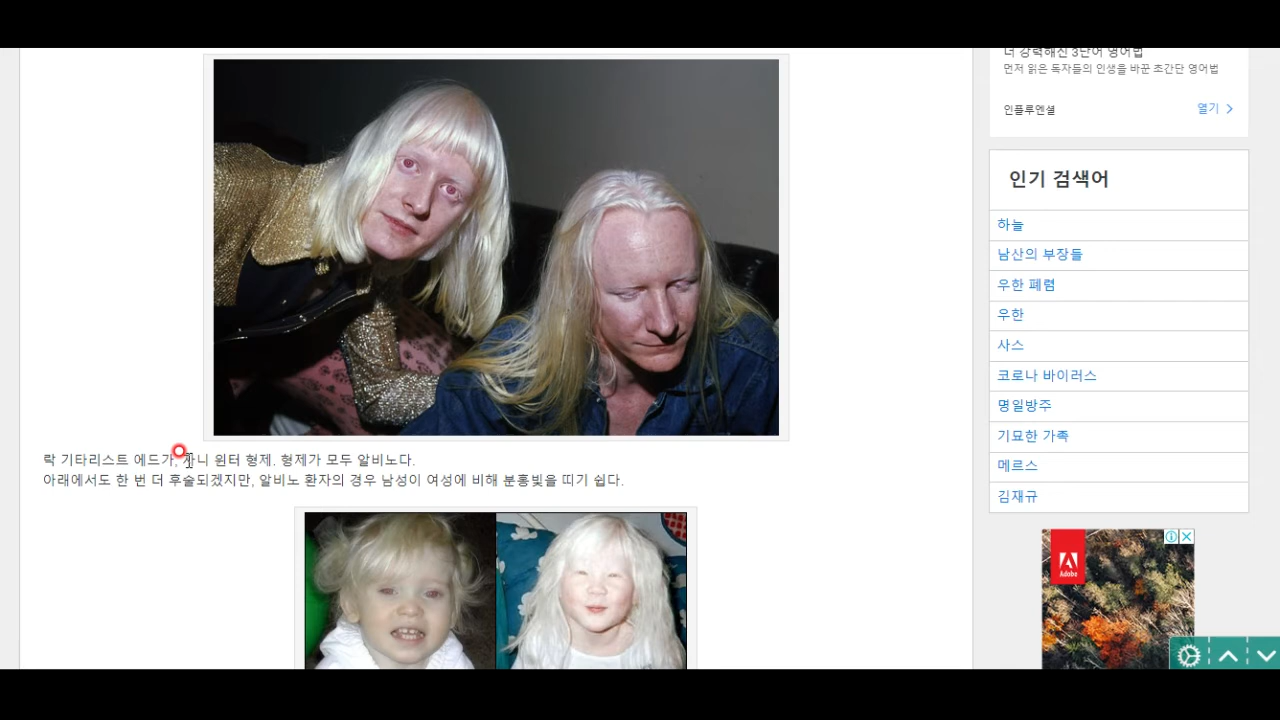 락 기타리스트 에드가, 쟈니 윈터 형제. 형제가 모두 알비노다.
아래에서도 한 번 더 후술되겠지만, 알비노 환자의 경우 남성이 여성에 비해 분홍빛을 띠기 쉽다.
더 강력해진 3단어 영어법
먼저 읽은 독자들의 인생을 바꾼 초간단 영어법
인플루엔셜
열기
인기 검색어
하늘
남산의 부장들
우한 폐렴
우한
사스
코로나 바이러스
명일방주
기묘한 가족
메르스
김재규
Adobe